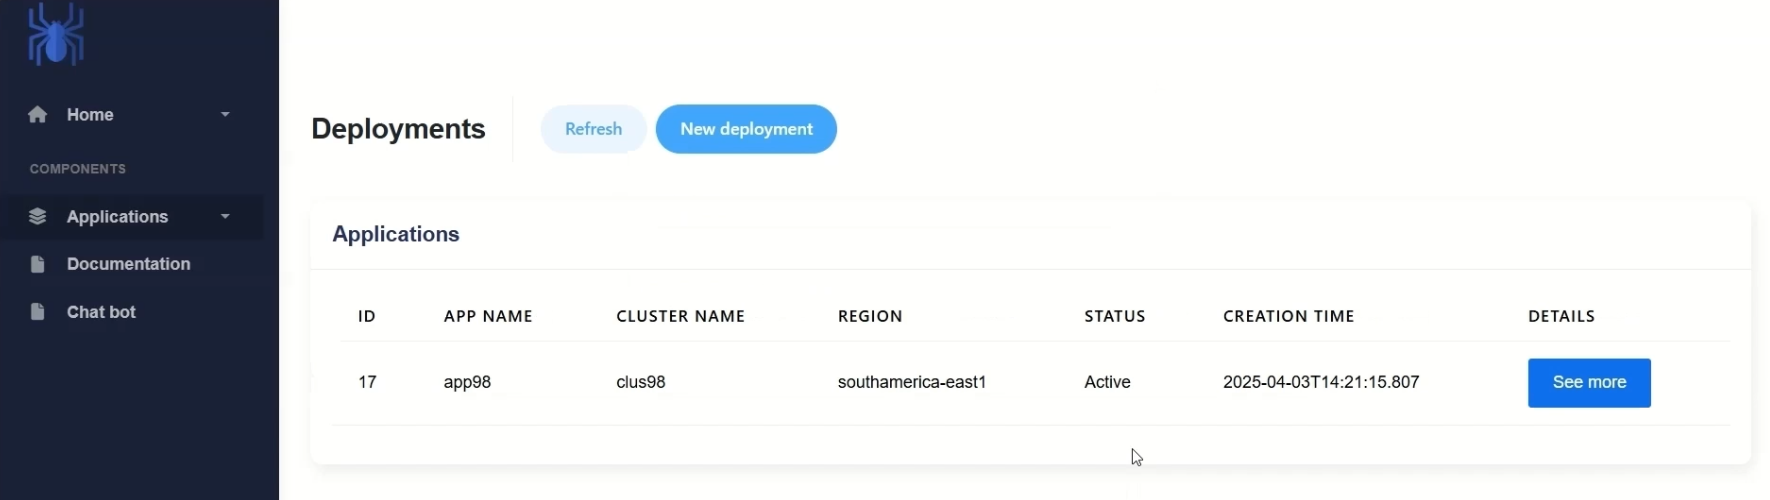 Home
COMPONENTS
Applications
Documentation
Chat bot
Deployments
Refresh
New deployment
Applications
ID APP NAME CLUSTER NAME REGION STATUS CREATION TIME DETAILS
17 app98 clus98 southamerica-east1 Active 2025-04-03T14:21:15.807 See more